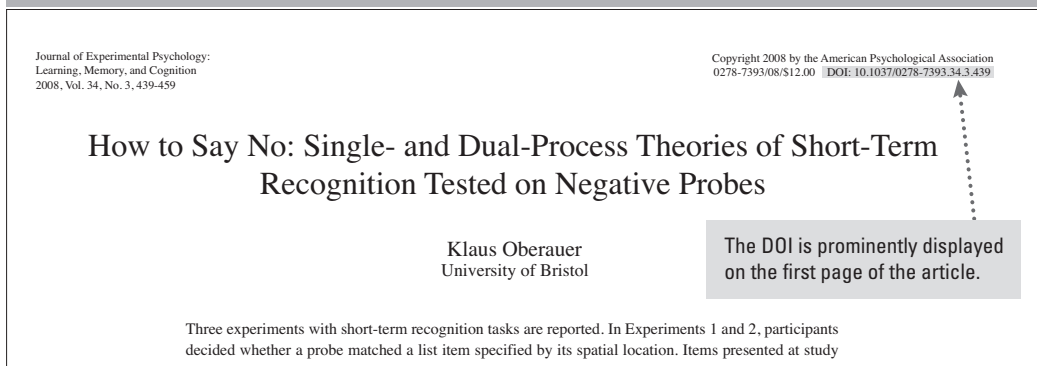 Journal of Experimental Psychology:
Learning, Memory, and Cognition
2008, Vol. 34, No. 3, 439-459
Copyright 2008 by the American Psychological Association
0278-7393/08/$12.00 DOI: 10.1037/0278-7393.34.3.439
How to Say No: Single- and Dual-Process Theories of Short-Term
Recognition Tested on Negative Probes
Klaus Oberauer
University of Bristol
The DOI is prominently displayed
on the first page of the article.
Three experiments with short-term recognition tasks are reported. In Experiments 1 and 2, participants
decided whether a probe matched a list item specified by its spatial location. Items presented at study